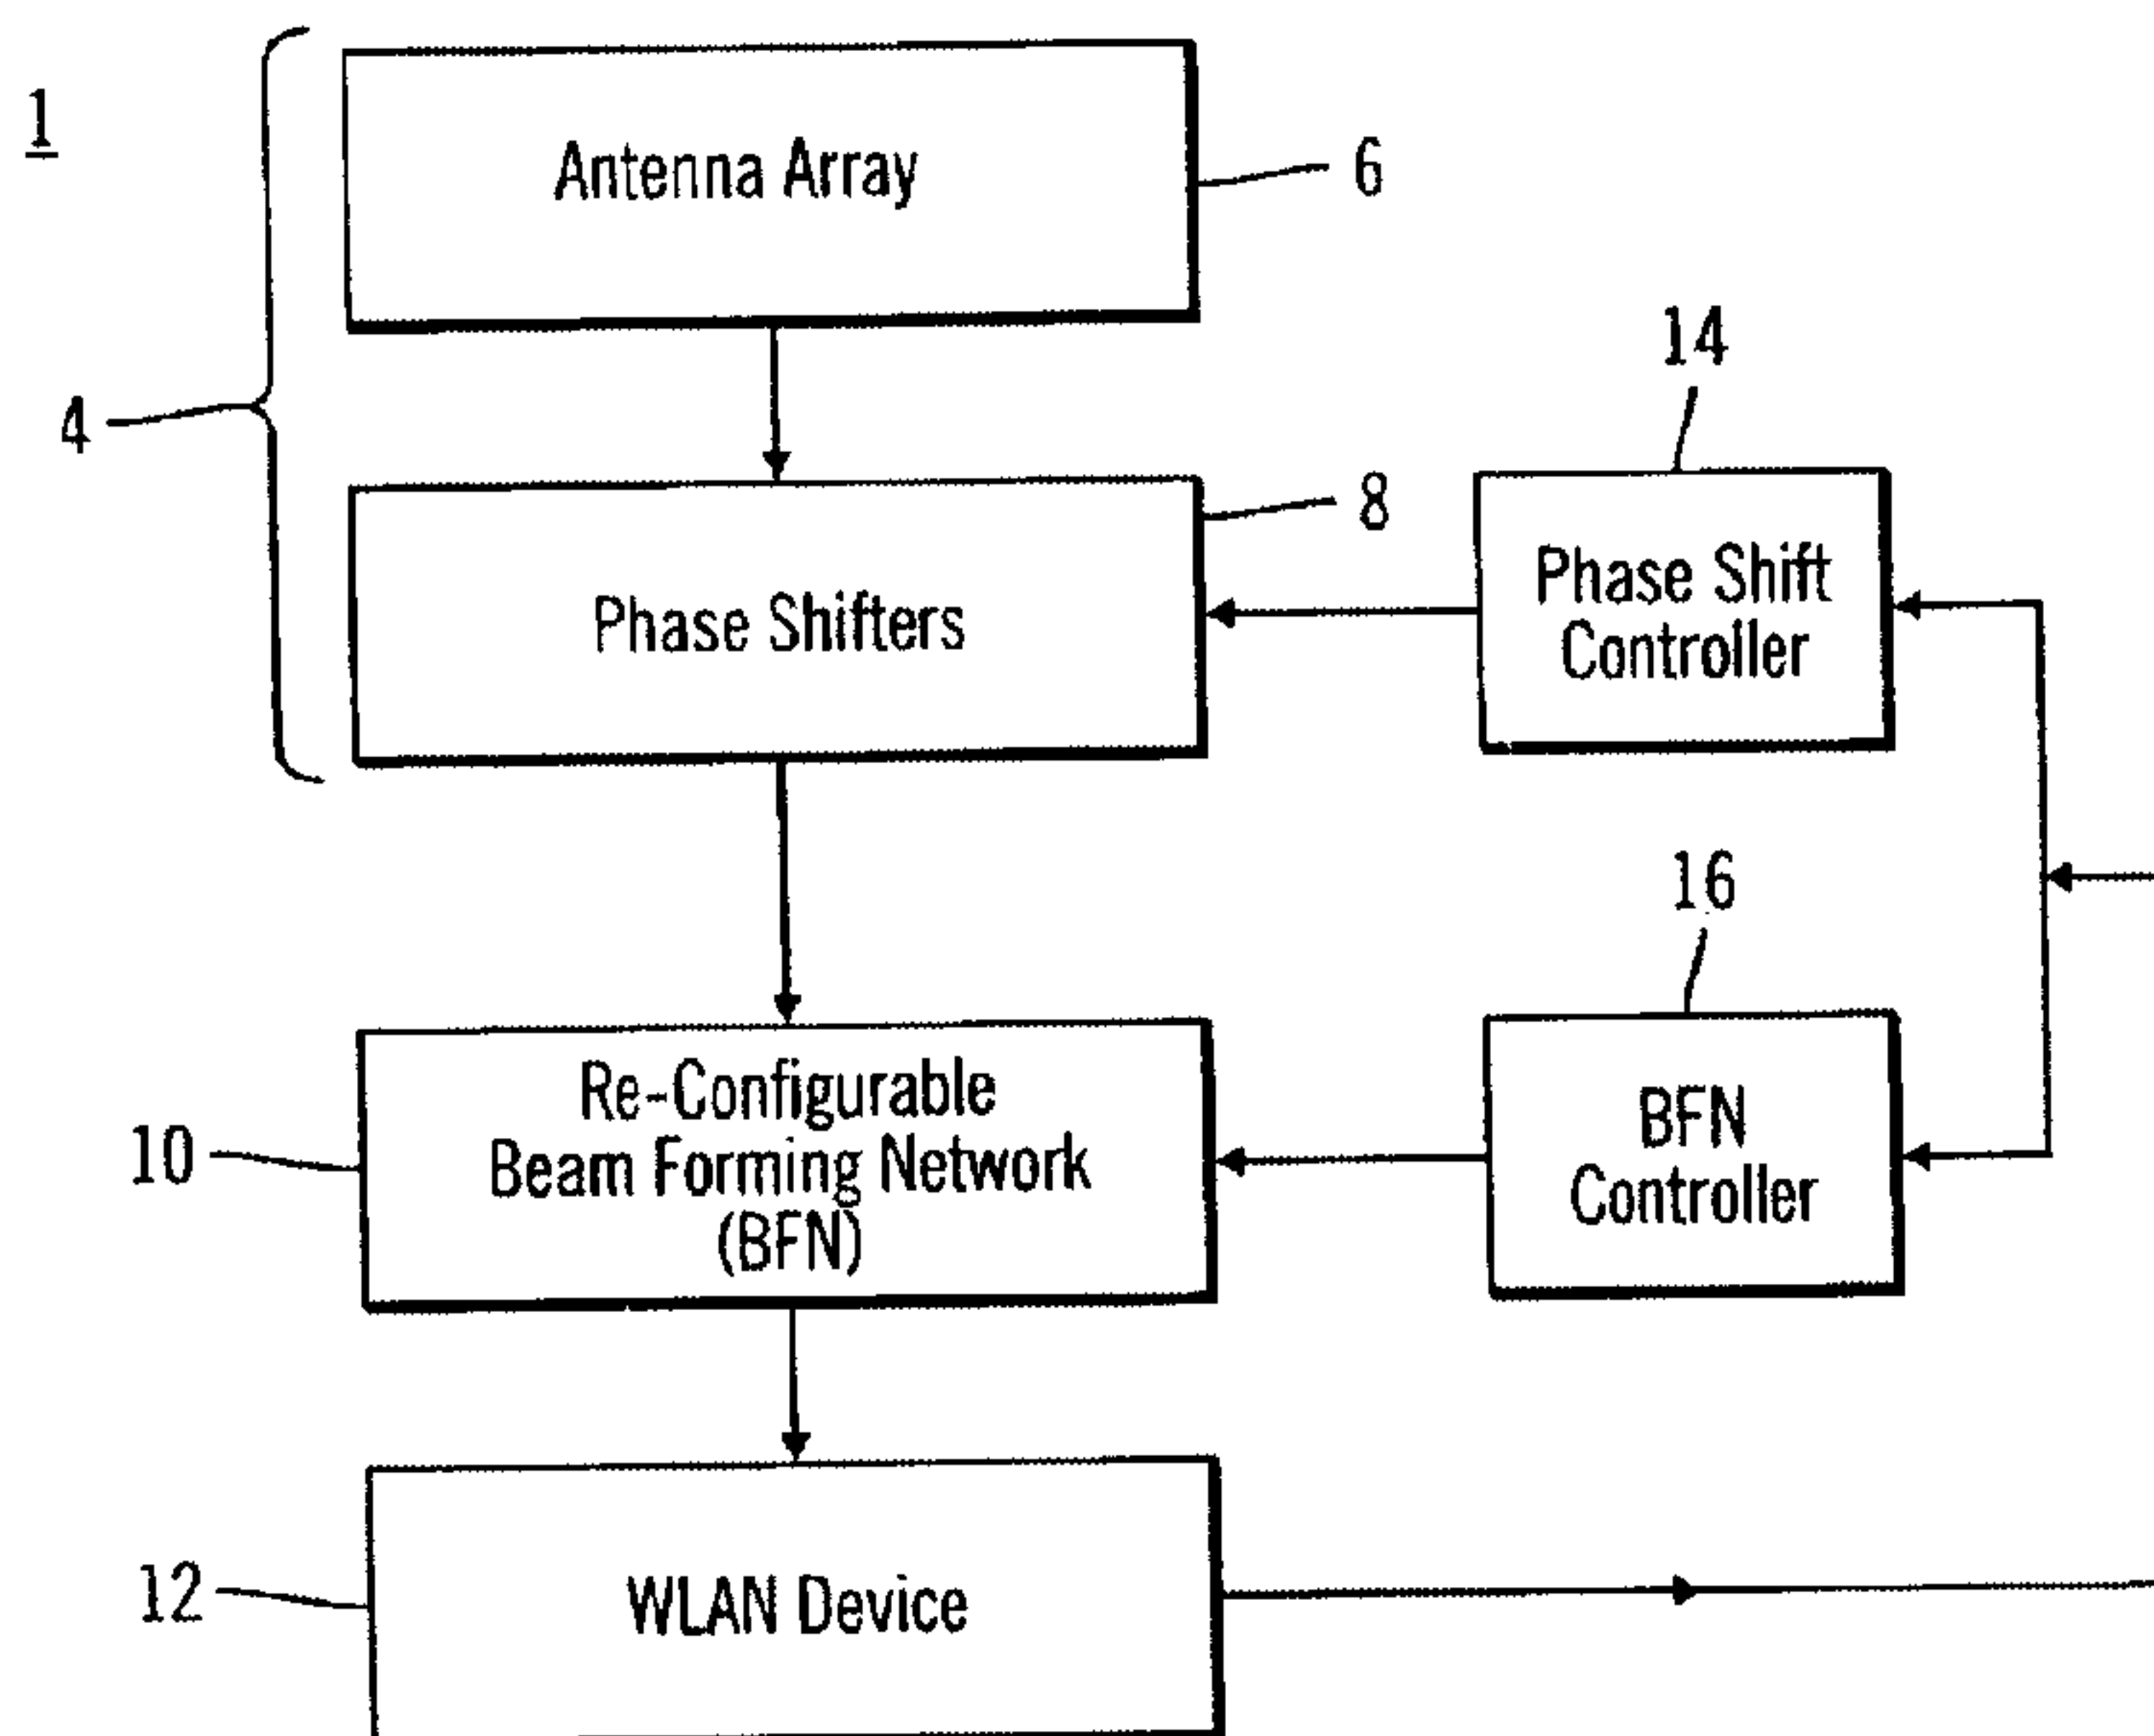 1
Antenna Array
6
14
4
8
Phase Shift
Controller
Phase Shifters
16
Re-Configurable
Beam Forming Network
(BFN)
10
BFN
Controller
12
WLAN Device